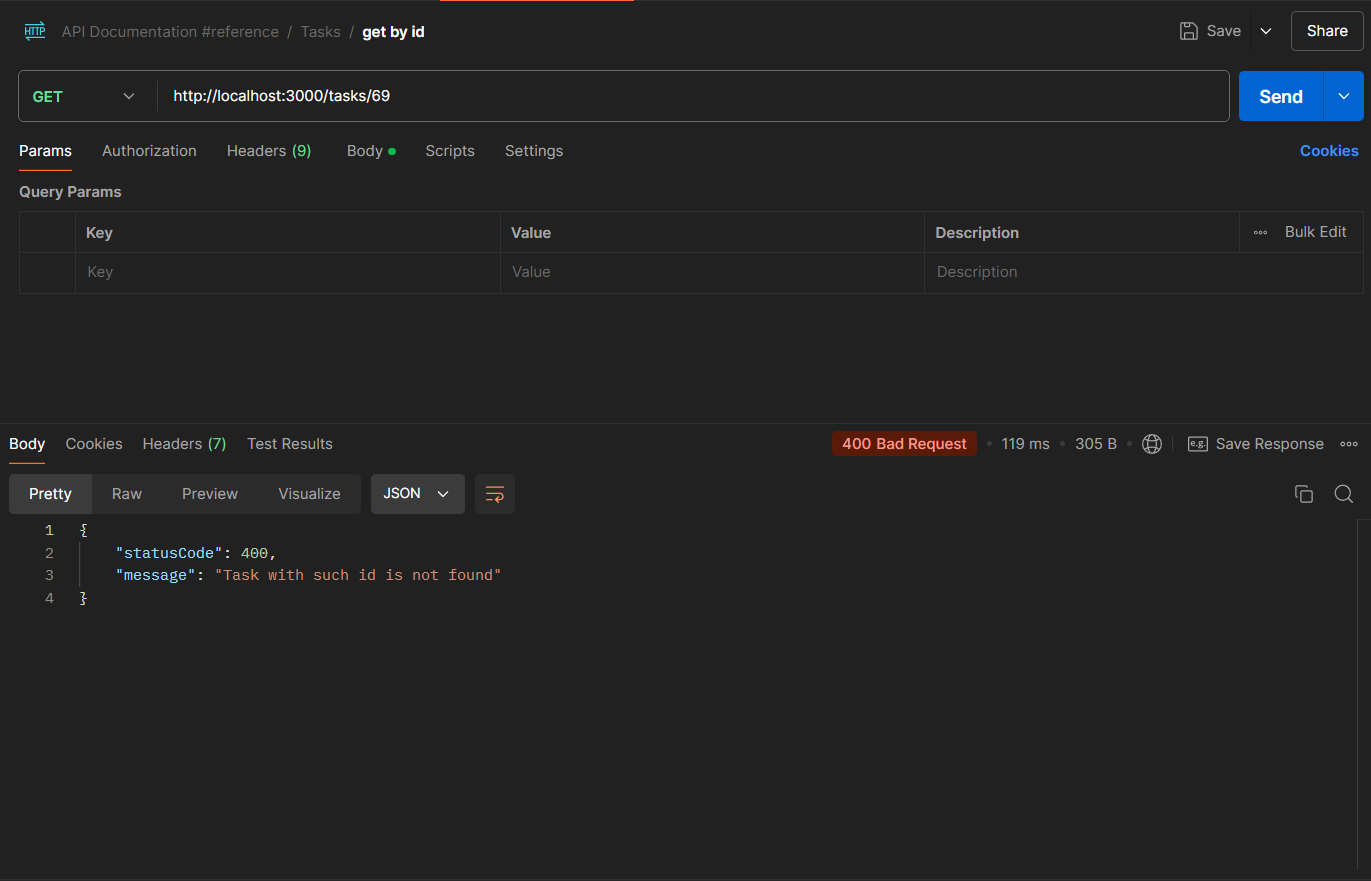 HTTP API Documentation #reference / Tasks / get by id Save Share
GET http://localhost:3000/tasks/69 Send
Params Authorization Headers (9) Body Scripts Settings Cookies
Query Params
Key Value Description Bulk Edit
Key Value Description
Body Cookies Headers (7) Test Results 400 Bad Request • 119 ms • 305 B • e.g. Save Response
Pretty Raw Preview Visualize JSON
1 {
2 "statusCode": 400,
3 "message": "Task with such id is not found"
4 }